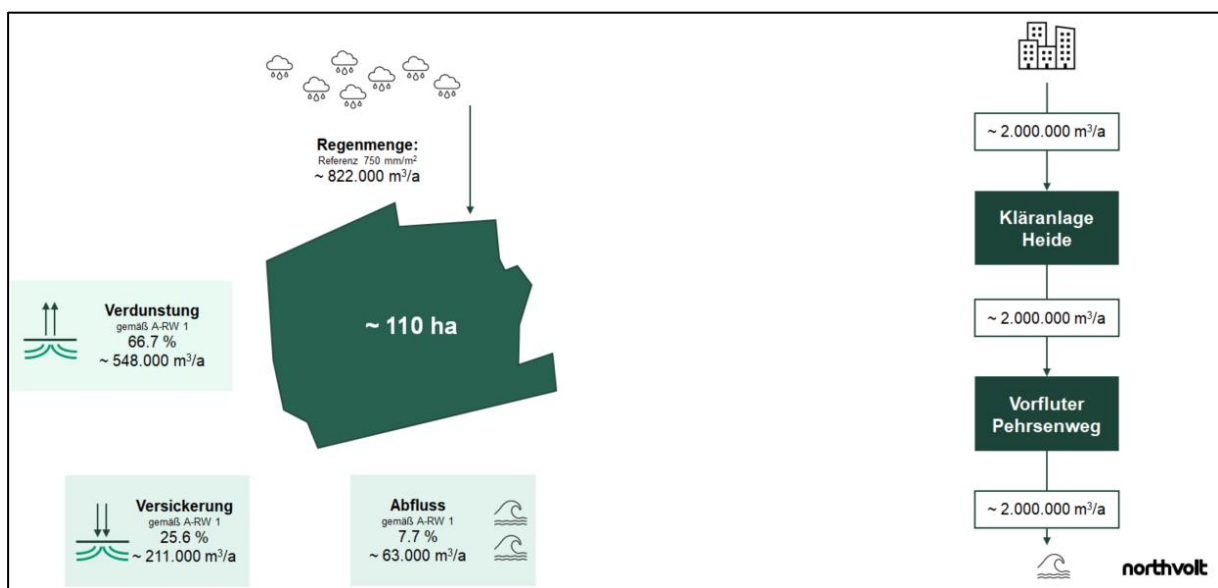 Regenmenge:
Referenz 750 mm/m²
~ 822.000 m³/a
~ 110 ha
Verdunstung
gemäß A-RW 1
66.7 %
~ 548.000 m³/a
Versickerung
gemäß A-RW 1
25.6 %
~ 211.000 m³/a
Abfluss
gemäß A-RW 1
7.7 %
~ 63.000 m³/a
~ 2.000.000 m³/a
Kläranlage
Heide
~ 2.000.000 m³/a
Vorfluter
Pehrsenweg
~ 2.000.000 m³/a
northvolt